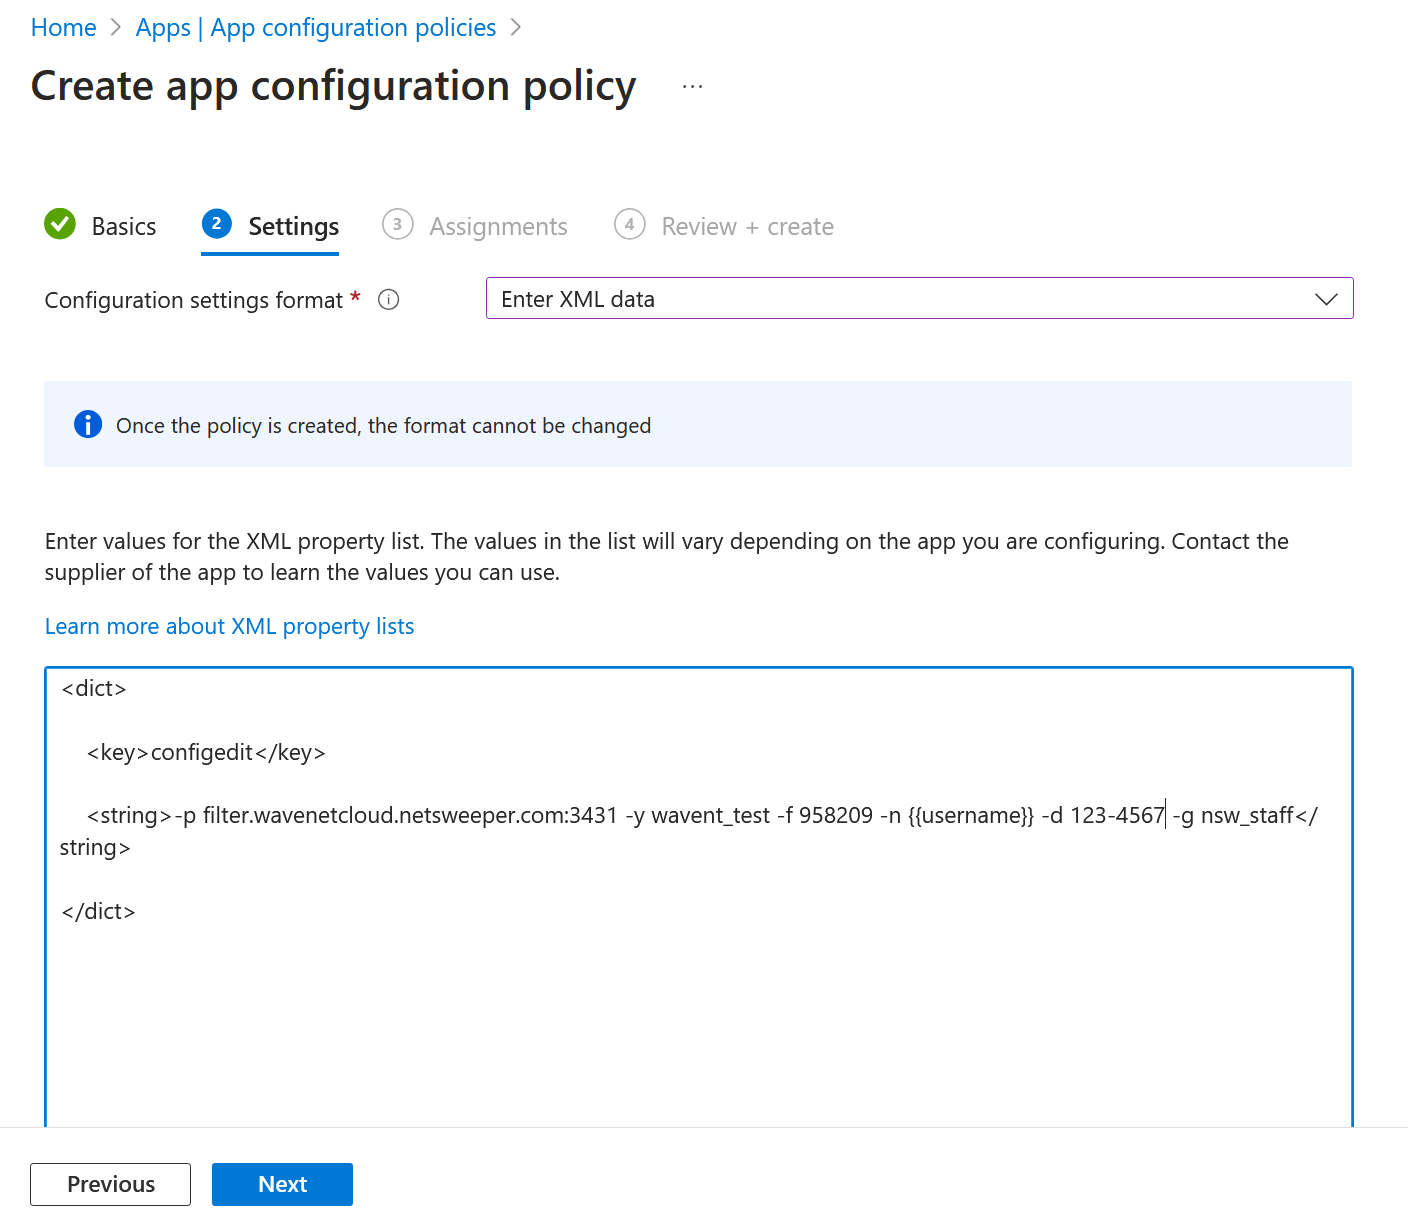 Home > Apps | App configuration policies >
Create app configuration policy ...
Basics 2 Settings 3 Assignments 4 Review + create
Configuration settings format * Enter XML data
Once the policy is created, the format cannot be changed
Enter values for the XML property list. The values in the list will vary depending on the app you are configuring. Contact the
supplier of the app to learn the values you can use.
Learn more about XML property lists
<dict>
<key>configedit</key>
<string>-p filter.wavenetcloud.netsweeper.com:3431 -y wavent_test -f 958209 -n {{username}} -d 123-4567 -g nsw_staff</
string>
</dict>
Previous Next